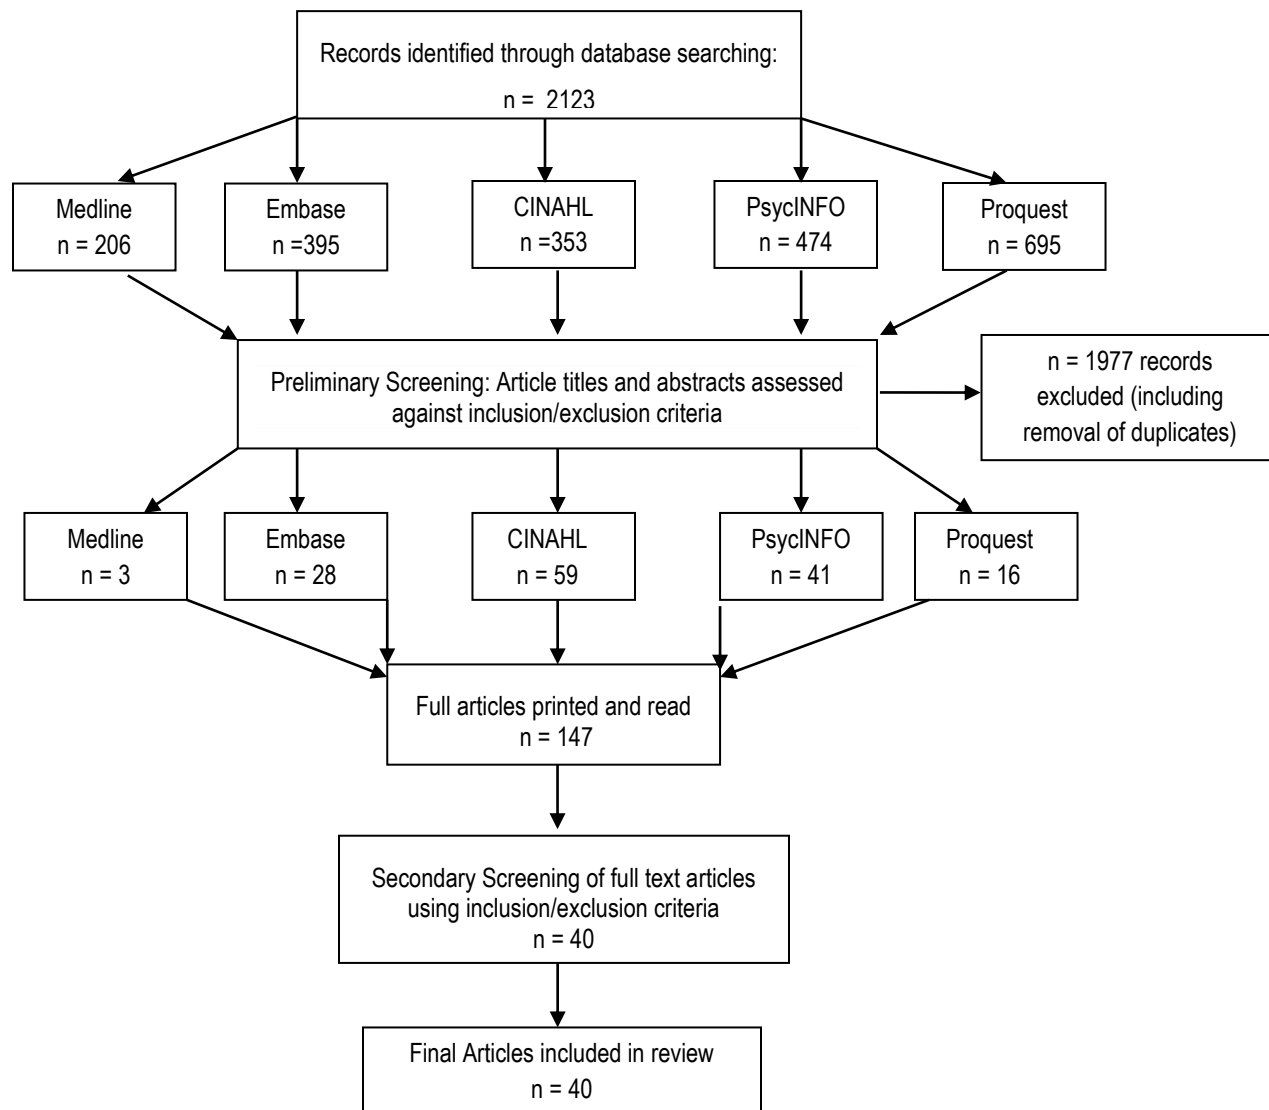 Records identified through database searching:
n = 2123
Medline
n = 206
Embase
n =395
CINAHL
n =353
PsycINFO
n = 474
Proquest
n = 695
Preliminary Screening: Article titles and abstracts assessed
against inclusion/exclusion criteria
n = 1977 records
excluded (including
removal of duplicates)
Medline
n = 3
Embase
n = 28
CINAHL
n = 59
PsycINFO
n = 41
Proquest
n = 16
Full articles printed and read
n = 147
Secondary Screening of full text articles
using inclusion/exclusion criteria
n = 40
Final Articles included in review
n = 40